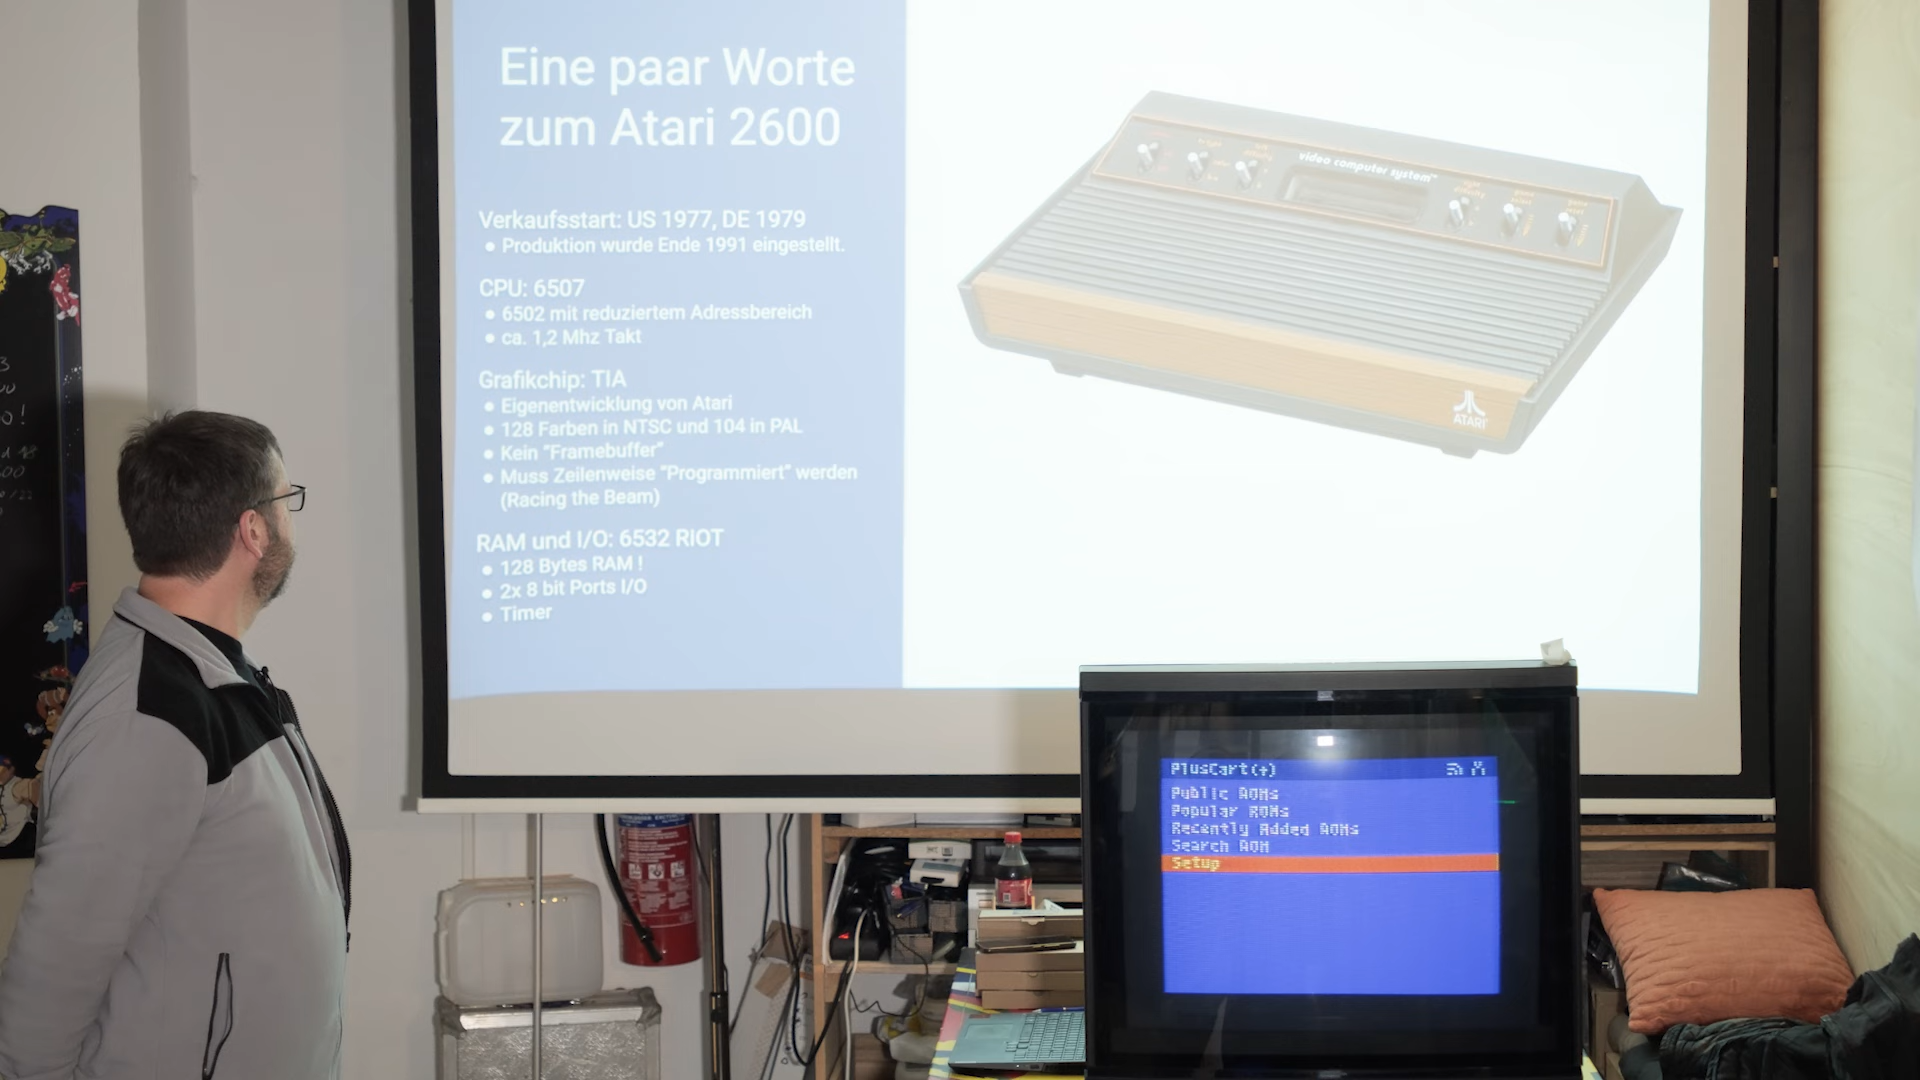 Eine paar Worte
zum Atari 2600
Verkaufsstart: US 1977, DE 1979
● Produktion wurde Ende 1991 eingestellt.
CPU: 6507
● 6502 mit reduziertem Adressbereich
● ca. 1,2 Mhz Takt
Grafikchip: TIA
● Eigenentwicklung von Atari
● 128 Farben in NTSC und 104 in PAL
● Kein "Framebuffer"
● Muss Zeilenweise "Programmiert" werden
(Racing the Beam)
RAM und I/O: 6532 RIOT
● 128 Bytes RAM !
● 2x 8 bit Ports I/O
● Timer
video computer system™
ATARI
PlusCart(+)
Public ROMs
Popular ROMs
Recently Added ROMs
Search ROM
Setup